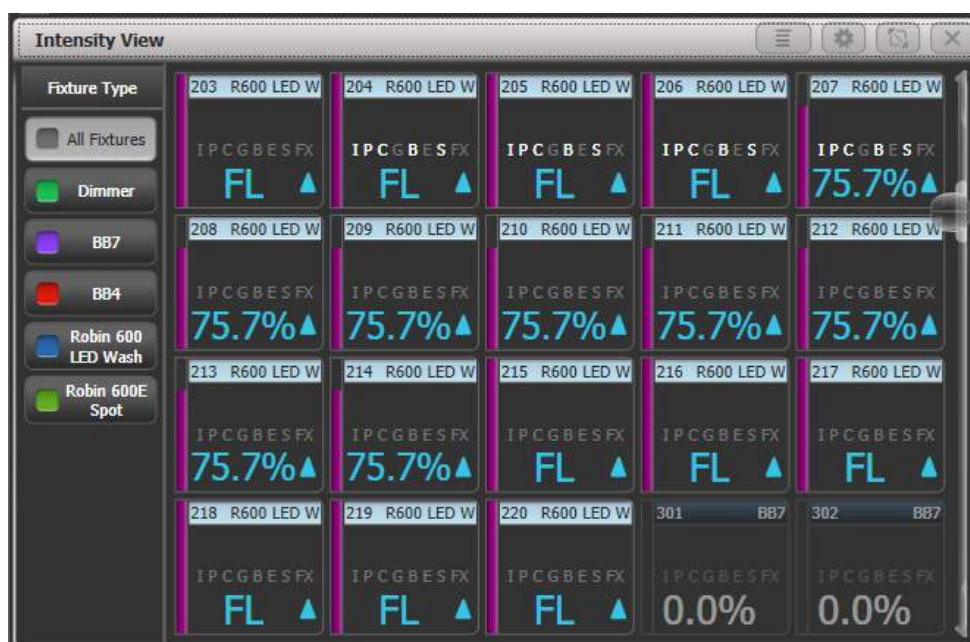 Intensity View
Fixture Type
All Fixtures
Dimmer
BB7
BB4
Robin 600
LED Wash
Robin 600E
Spot
203 R600 LED W
IPCGBESFX
FL
204 R600 LED W
IPCGBESFX
FL
205 R600 LED W
IPCGBESFX
FL
206 R600 LED W
IPCGBESFX
FL
207 R600 LED W
IPCGBESFX
75.7%
208 R600 LED W
IPCGBESFX
75.7%
209 R600 LED W
IPCGBESFX
75.7%
210 R600 LED W
IPCGBESFX
75.7%
211 R600 LED W
IPCGBESFX
75.7%
212 R600 LED W
IPCGBESFX
75.7%
213 R600 LED W
IPCGBESFX
75.7%
214 R600 LED W
IPCGBESFX
75.7%
215 R600 LED W
IPCGBESFX
FL
216 R600 LED W
IPCGBESFX
FL
217 R600 LED W
IPCGBESFX
FL
218 R600 LED W
IPCGBESFX
FL
219 R600 LED W
IPCGBESFX
FL
220 R600 LED W
IPCGBESFX
FL
301 BB7
IPCGBESFX
0.0%
302 BB7
IPCGBESFX
0.0%